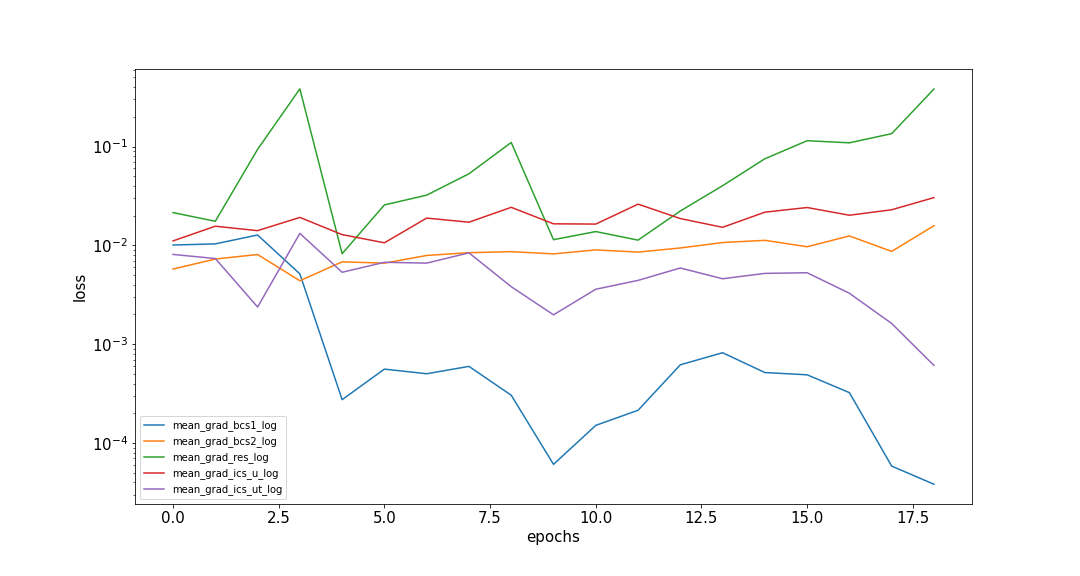 10⁻¹
10⁻²
10⁻³
10⁻⁴
loss
mean_grad_bcs1_log
mean_grad_bcs2_log
mean_grad_res_log
mean_grad_ics_u_log
mean_grad_ics_ut_log
0.0 2.5 5.0 7.5 10.0 12.5 15.0 17.5
epochs